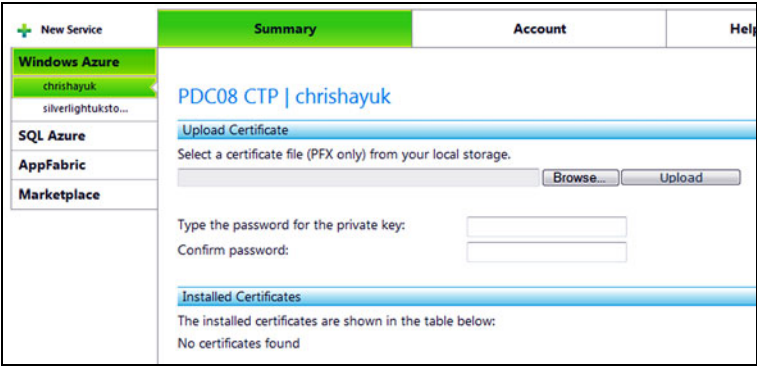 New Service
Summary
Account
Help
Windows Azure
chrishayuk
silverlightuksto...
SQL Azure
AppFabric
Marketplace
PDC08 CTP | chrishayuk
Upload Certificate
Select a certificate file (PFX only) from your local storage.
Browse...
Upload
Type the password for the private key:
Confirm password:
Installed Certificates
The installed certificates are shown in the table below:
No certificates found